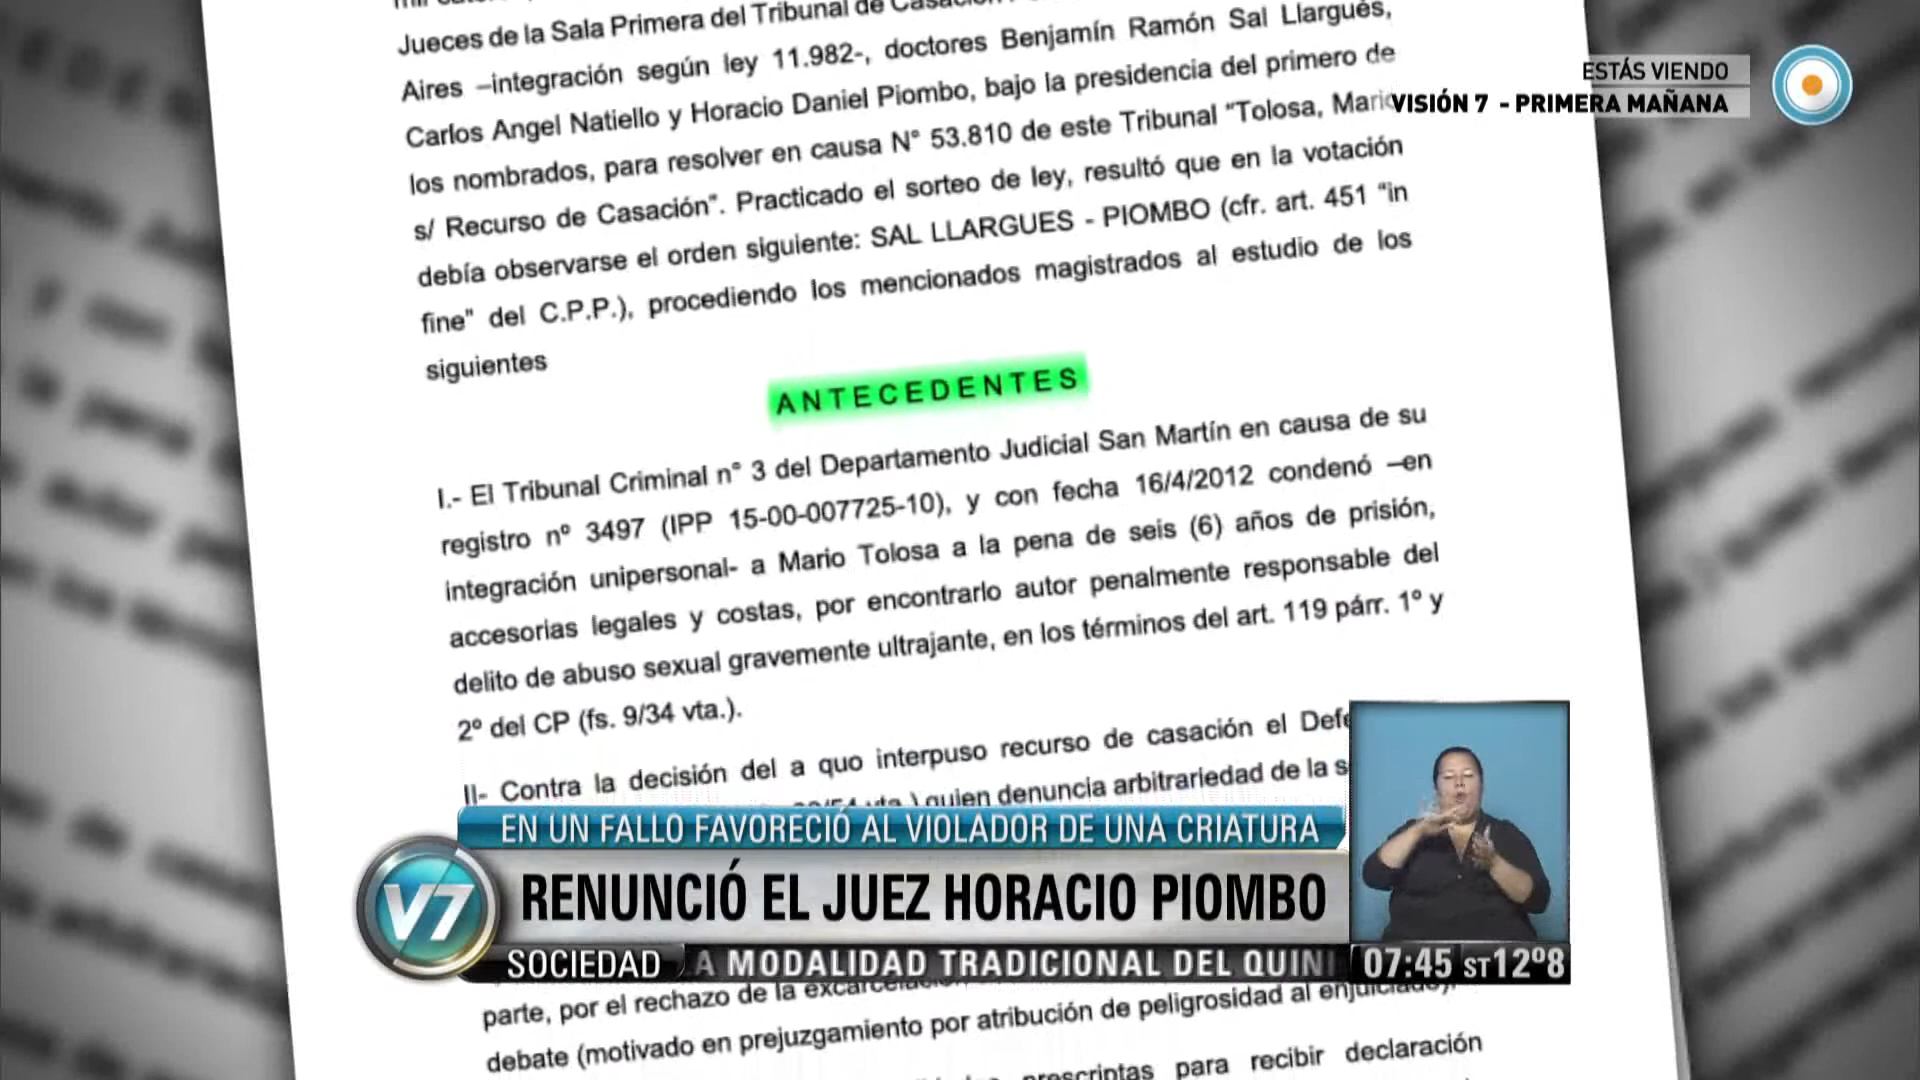 Jueces de la Sala Primera del Tribunal de
Aires –integración según ley 11.982-, doctores Benjamín Ramón Sal Llargués,
Carlos Angel Natiello y Horacio Daniel Piombo, bajo la presidencia del primero de
los nombrados, para resolver en causa N° 53.810 de este Tribunal “Tolosa, Mario
s/ Recurso de Casación”. Practicado el sorteo de ley, resultó que en la votación
debía observarse el orden siguiente: SAL LLARGUES - PIOMBO (cfr. art. 451 “in
fine” del C.P.P.), procediendo los mencionados magistrados al estudio de los
siguientes
ANTECEDENTES
I.- El Tribunal Criminal n° 3 del Departamento Judicial San Martín en causa de su
registro nº 3497 (IPP 15-00-007725-10), y con fecha 16/4/2012 condenó –en
integración unipersonal- a Mario Tolosa a la pena de seis (6) años de prisión,
accesorias legales y costas, por encontrarlo autor penalmente responsable del
delito de abuso sexual gravemente ultrajante, en los términos del art. 119 párr. 1º y
2º del CP (fs. 9/34 vta.).
II- Contra la decisión del a quo interpuso recurso de casación el
quien denuncia arbitrariedad de la
parte, por el rechazo de la
debate (motivado en prejuzgamiento por atribución de peligrosidad al
para recibir declaración
ESTÁS VIENDO
VISIÓN 7 - PRIMERA MAÑANA
EN UN FALLO FAVORECIÓ AL VIOLADOR DE UNA CRIATURA
V7
RENUNCIÓ EL JUEZ HORACIO PIOMBO
SOCIEDAD
A MODALIDAD TRADICIONAL DEL QUINI
07:45 ST12º8